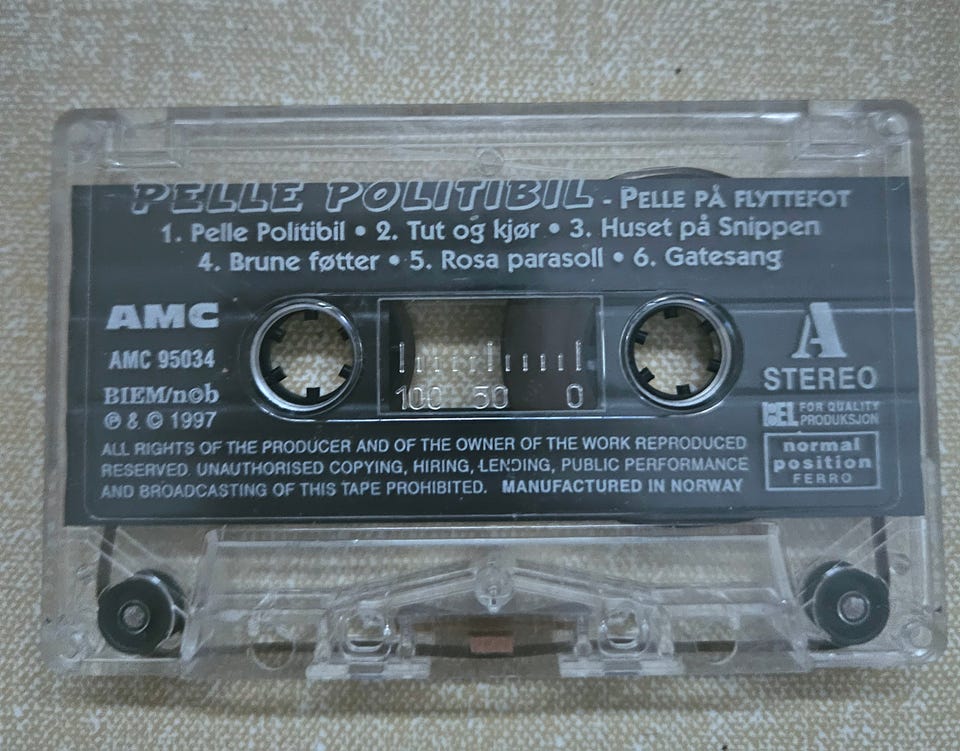 PELLE POLITIBIL - PELLE PÅ FLYTTEFOT
1. Pelle Politibil • 2. Tut og kjør • 3. Huset på Snippen
4. Brune føtter • 5. Rosa parasoll • 6. Gatesang
AMC
AMC 95034
BIEM/n©b
℗ & © 1997
100 50 0
A
STEREO
FOR QUALITY
PRODUKSJON
normal
position
FERRO
ALL RIGHTS OF THE PRODUCER AND OF THE OWNER OF THE WORK REPRODUCED
RESERVED. UNAUTHORISED COPYING, HIRING, LENDING, PUBLIC PERFORMANCE
AND BROADCASTING OF THIS TAPE PROHIBITED. MANUFACTURED IN NORWAY